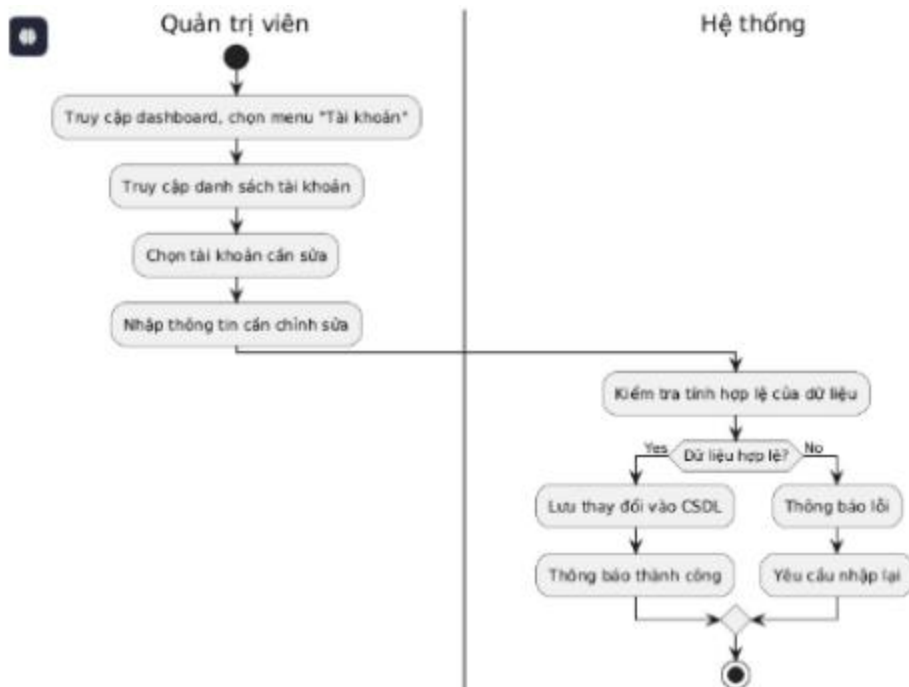 Quản trị viên
Hệ thống
Truy cập dashboard, chọn menu "Tài khoản"
Truy cập danh sách tài khoản
Chọn tài khoản cần sửa
Nhập thông tin cần chỉnh sửa
Kiểm tra tính hợp lệ của dữ liệu
Dữ liệu hợp lệ?
Yes
No
Lưu thay đổi vào CSDL
Thông báo lỗi
Thông báo thành công
Yêu cầu nhập lại